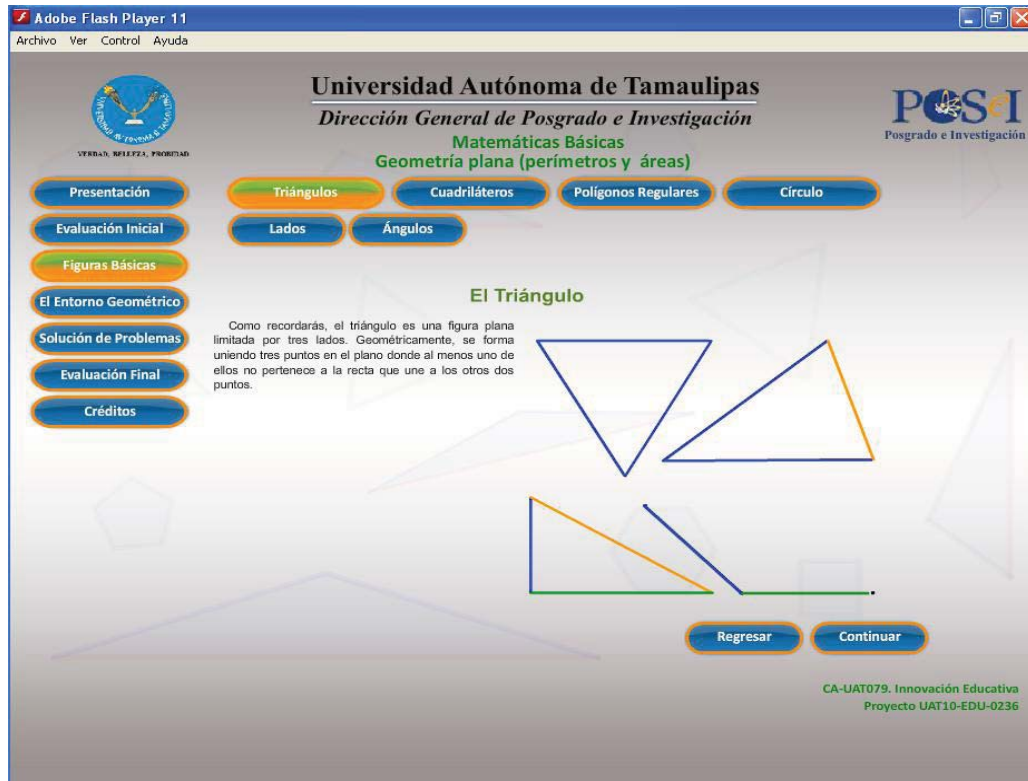 Adobe Flash Player 11
Archivo Ver Control Ayuda
Universidad Autónoma de Tamaulipas
Dirección General de Posgrado e Investigación
Matemáticas Básicas
Geometría plana (perímetros y áreas)
VERDAD, BELLEZA, PROBIDAD
POSeI
Posgrado e Investigación
Presentación
Evaluación Inicial
Figuras Básicas
El Entorno Geométrico
Solución de Problemas
Evaluación Final
Créditos
Triángulos Cuadriláteros Polígonos Regulares Círculo
Lados Ángulos
El Triángulo
Como recordarás, el triángulo es una figura plana
limitada por tres lados. Geométricamente, se forma
uniendo tres puntos en el plano donde al menos uno de
ellos no pertenece a la recta que une a los otros dos
puntos.
Regresar Continuar
CA-UAT079. Innovación Educativa
Proyecto UAT10-EDU-0236